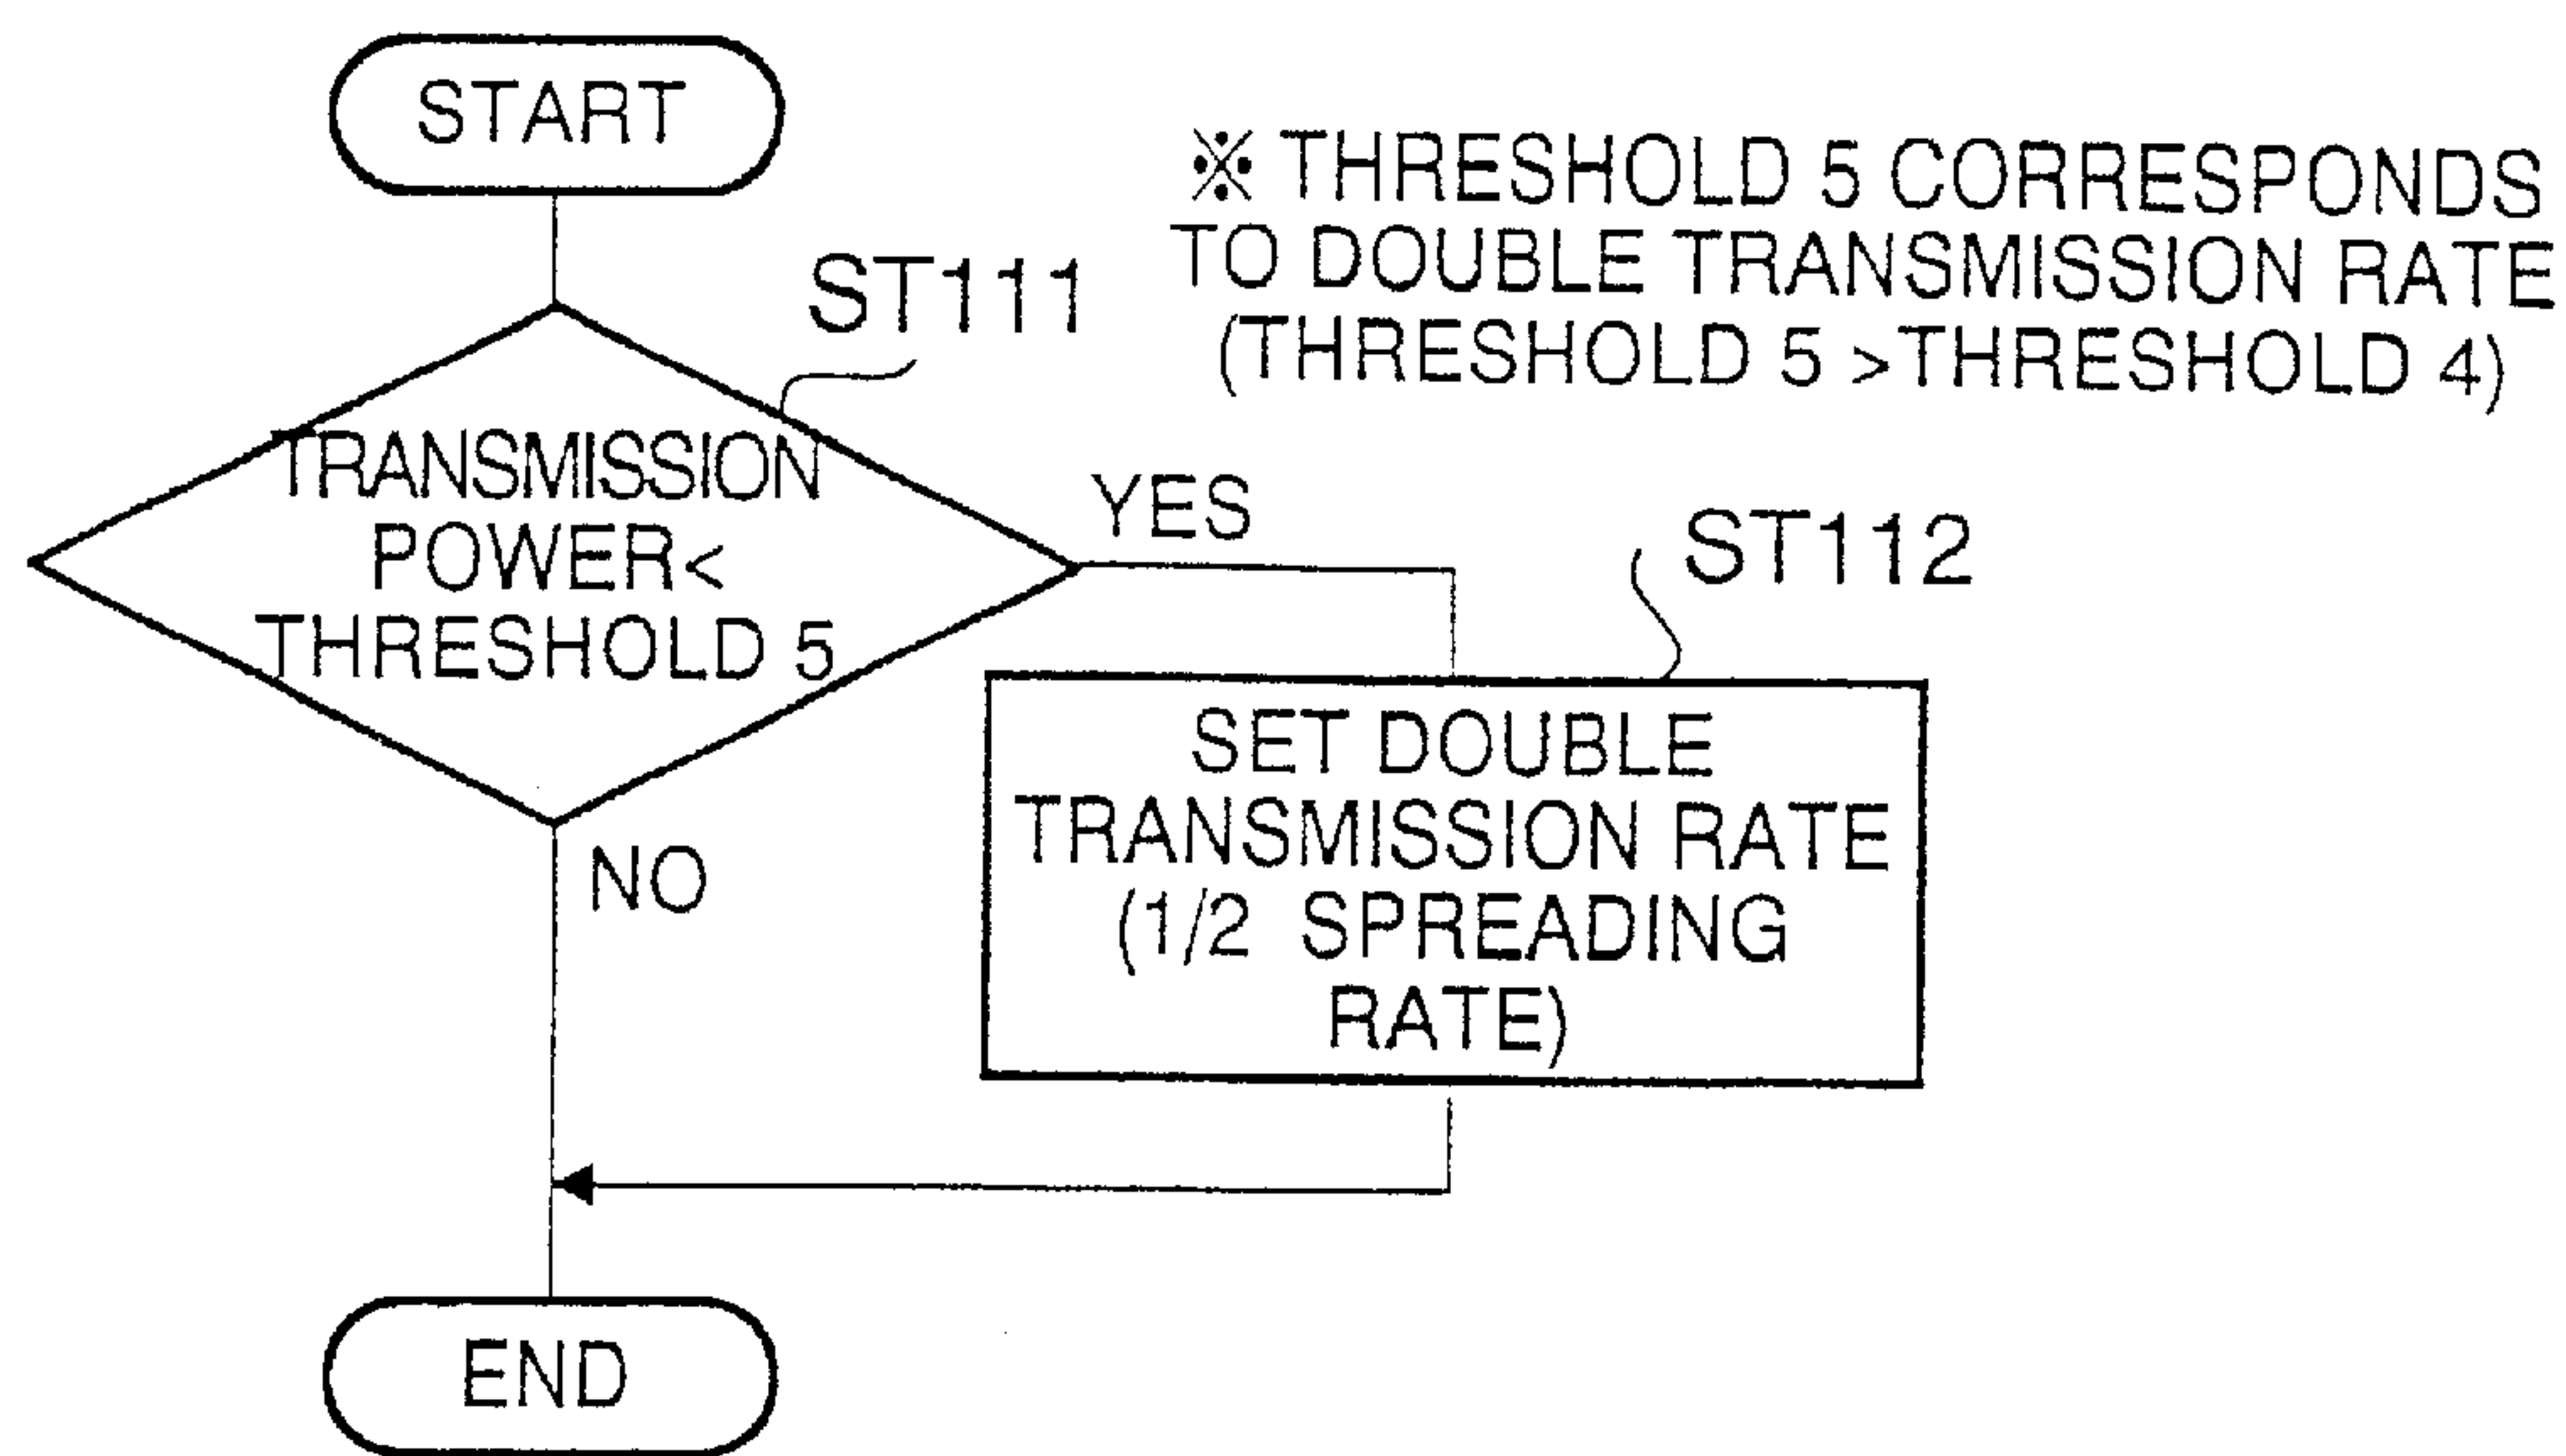 START
※ THRESHOLD 5 CORRESPONDS
TO DOUBLE TRANSMISSION RATE
(THRESHOLD 5 >THRESHOLD 4)
ST111
TRANSMISSION
POWER<
THRESHOLD 5
YES
NO
ST112
SET DOUBLE
TRANSMISSION RATE
(1/2 SPREADING
RATE)
END